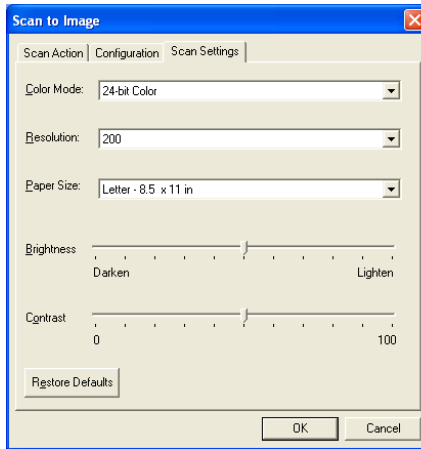 Scan to Image
Scan Action Configuration Scan Settings
Color Mode: 24-bit Color
Resolution: 200
Paper Size: Letter - 8.5 x 11 in
Brightness
Darken Lighten
Contrast
0 100
Restore Defaults
OK Cancel